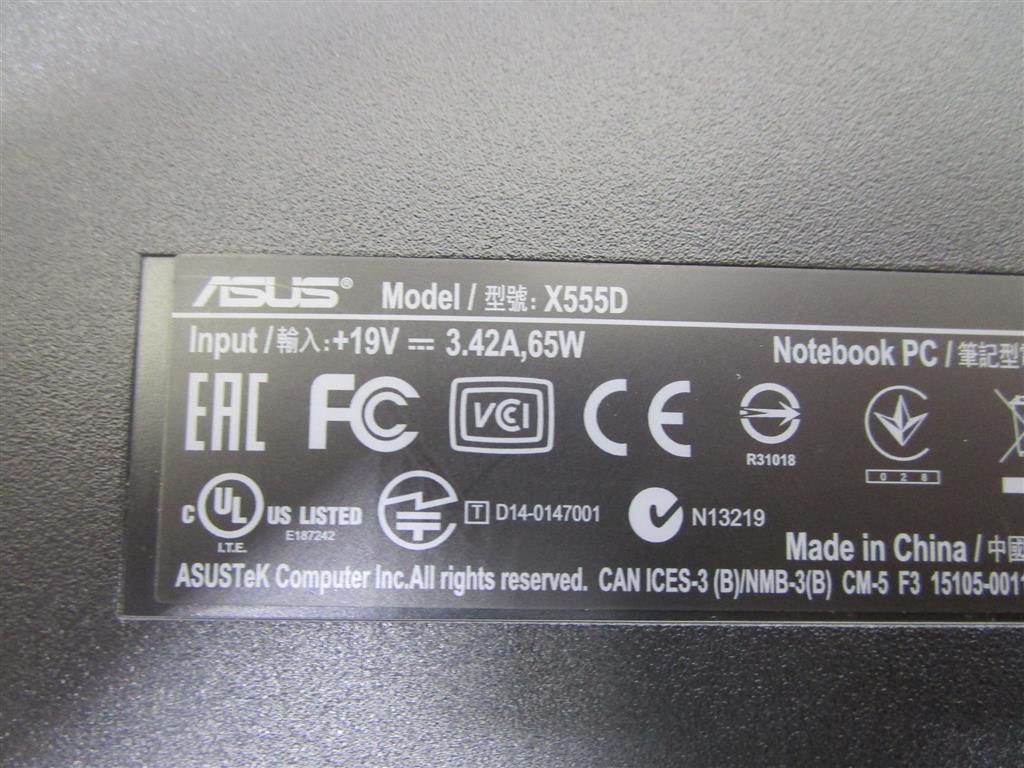 ASUS® Model / 型號: X555D
Input / 輸入: +19V ⎓ 3.42A,65W
Notebook PC / 筆記型
EAC FC VCI CE
R31018
028
c UL US LISTED
I.T.E. E187242
T D14-0147001
N13219
Made in China / 中國
ASUSTeK Computer Inc.All rights reserved. CAN ICES-3 (B)/NMB-3(B) CM-5 F3 15105-0011